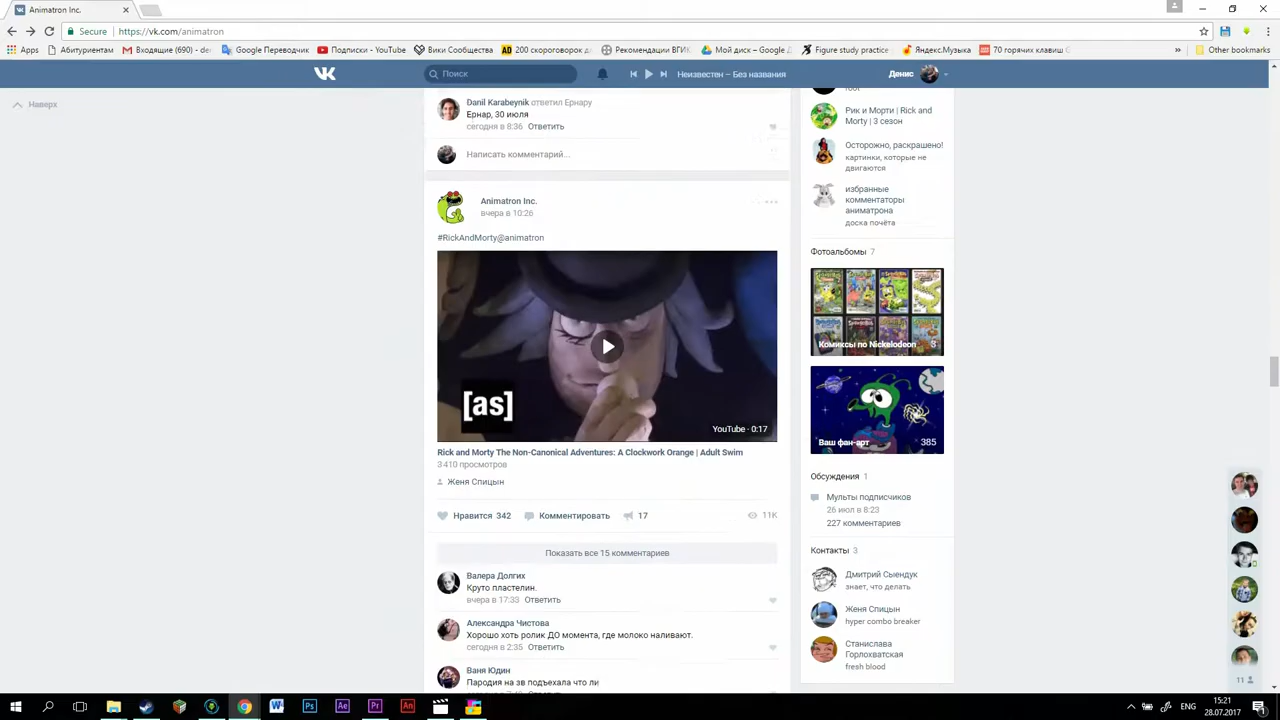 Animatron Inc.
Secure
https://vk.com/animatron
Apps
Абитуриентам
Входящие (690) - der
Google Переводчик
Подписки - YouTube
Вики Сообщества
200 скороговорок д
Рекомендации ВГИК
Мой диск – Google Д
Figure study practice
Яндекс.Музыка
70 горячих клавиш G
»
Other bookmarks
Поиск
Неизвестен – Без названия
Денис
Наверх
Danil Karabeynik ответил Ернару
Ернар, 30 июля
сегодня в 8:36 Ответить
Написать комментарий...
Animatron Inc.
вчера в 10:26
#RickAndMorty@animatron
[as]
YouTube · 0:17
Rick and Morty The Non-Canonical Adventures: A Clockwork Orange | Adult Swim
3 410 просмотров
Женя Спицын
Нравится 342
Комментировать
17
11K
Показать все 15 комментариев
Валера Долгих
Круто пластелин.
вчера в 17:33 Ответить
Александра Чистова
Хорошо хоть ролик ДО момента, где молоко наливают.
сегодня в 2:35 Ответить
Ваня Юдин
Пародия на зв подъехала что ли
Рик и Морти | Rick and
Morty | 3 сезон
Осторожно, раскрашено!
картинки, которые не
двигаются
избранные
комментаторы
аниматрона
доска почёта
Фотоальбомы 7
Комиксы по Nickelodeon 3
Ваш фан-арт 385
Обсуждения 1
Мульты подписчиков
26 июл в 8:23
227 комментариев
Контакты 3
Дмитрий Сыендук
знает, что делать
Женя Спицын
hyper combo breaker
Станислава
Горлохватская
fresh blood
11
ENG
15:21
28.07.2017